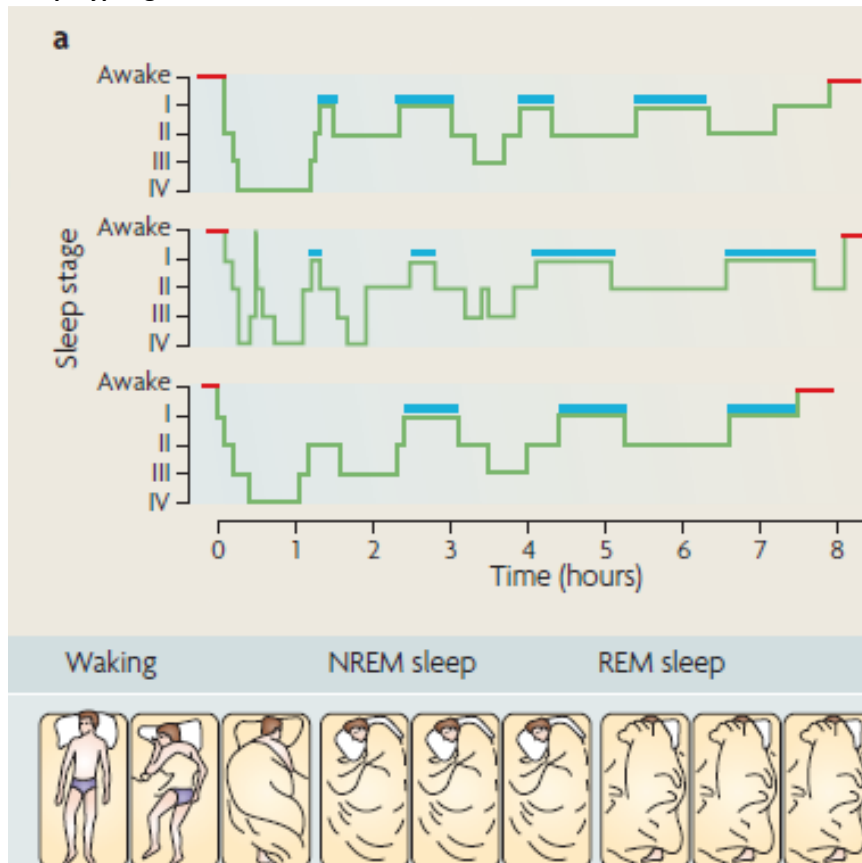 a
Awake
I
II
III
IV
Awake
I
II
III
IV
Awake
I
II
III
IV
Sleep stage
0 1 2 3 4 5 6 7 8
Time (hours)
Waking NREM sleep REM sleep